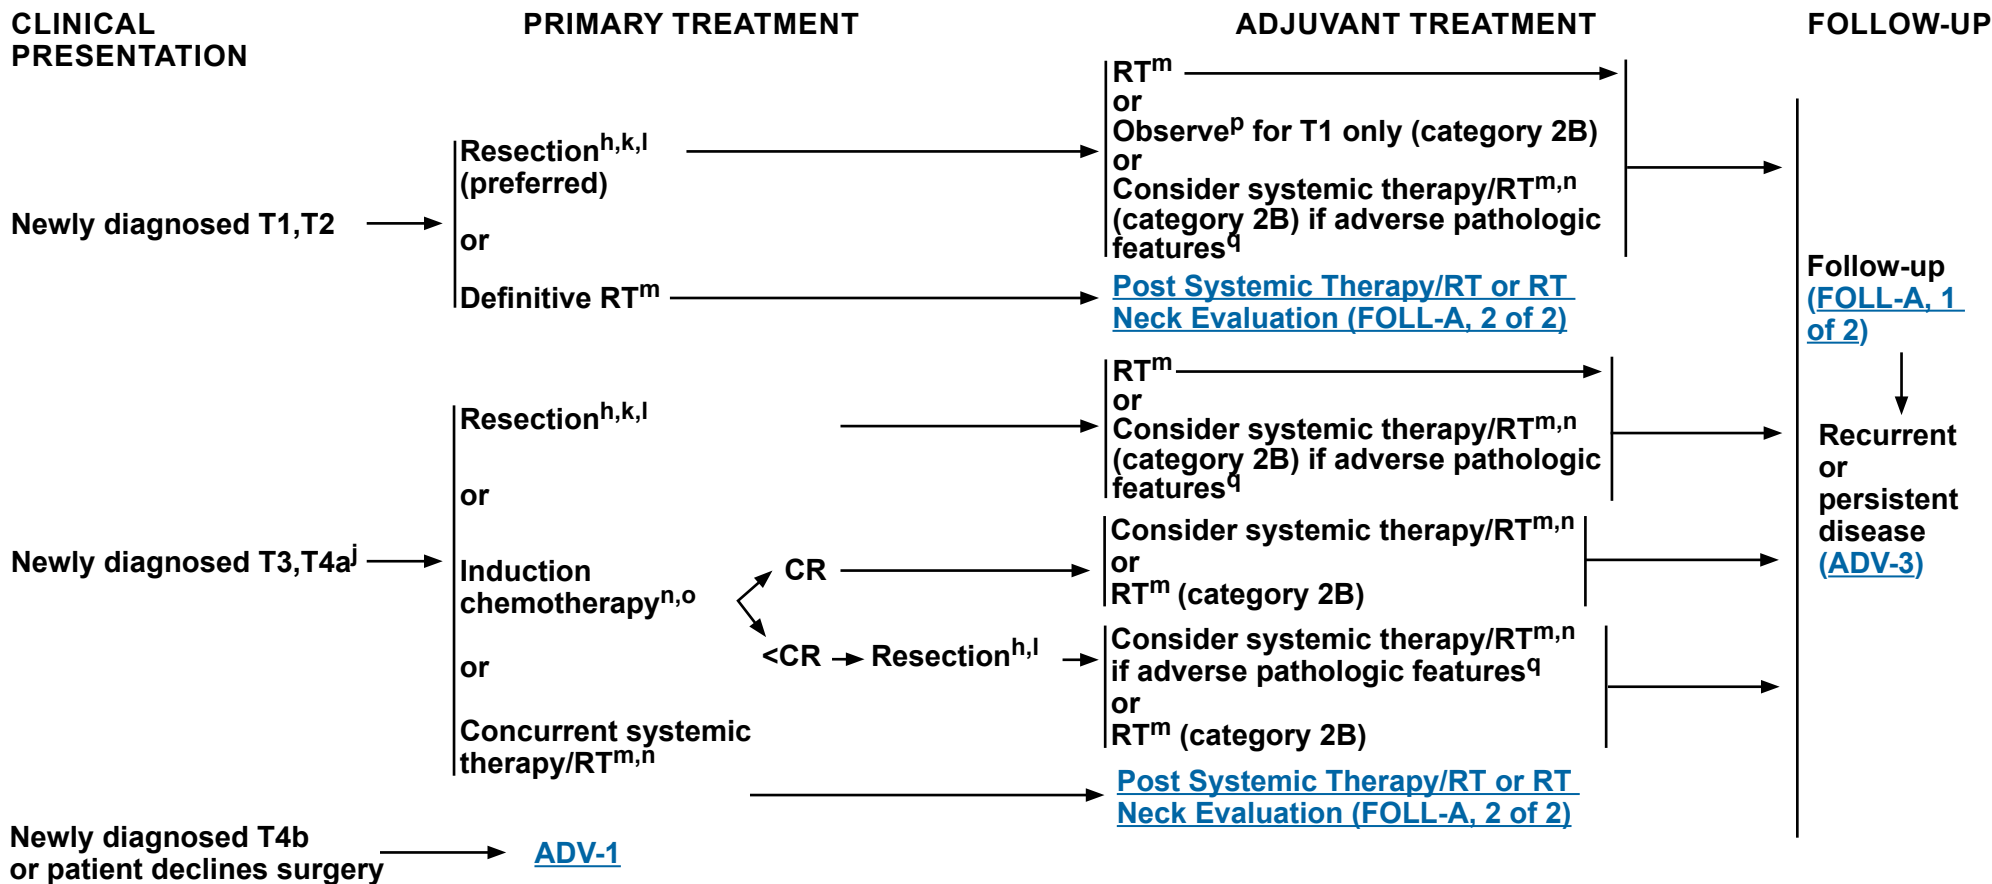 CLINICAL
PRESENTATION
PRIMARY TREATMENT
ADJUVANT TREATMENT
FOLLOW-UP
Newly diagnosed T1,T2
Resectionh,k,l
(preferred)
or
Definitive RTm
RTm
or
Observep for T1 only (category 2B)
or
Consider systemic therapy/RTm,n
(category 2B) if adverse pathologic
featuresq
Post Systemic Therapy/RT or RT
Neck Evaluation (FOLL-A, 2 of 2)
Newly diagnosed T3,T4aj
Resectionh,k,l
or
Induction
chemotherapyn,o
or
Concurrent systemic
therapy/RTm,n
CR
<CR
Resectionh,l
RTm
or
Consider systemic therapy/RTm,n
(category 2B) if adverse pathologic
featuresq
Consider systemic therapy/RTm,n
or
RTm (category 2B)
Consider systemic therapy/RTm,n
if adverse pathologic featuresq
or
RTm (category 2B)
Post Systemic Therapy/RT or RT
Neck Evaluation (FOLL-A, 2 of 2)
Newly diagnosed T4b
or patient declines surgery
ADV-1
Follow-up
(FOLL-A, 1
of 2)
Recurrent
or
persistent
disease
(ADV-3)